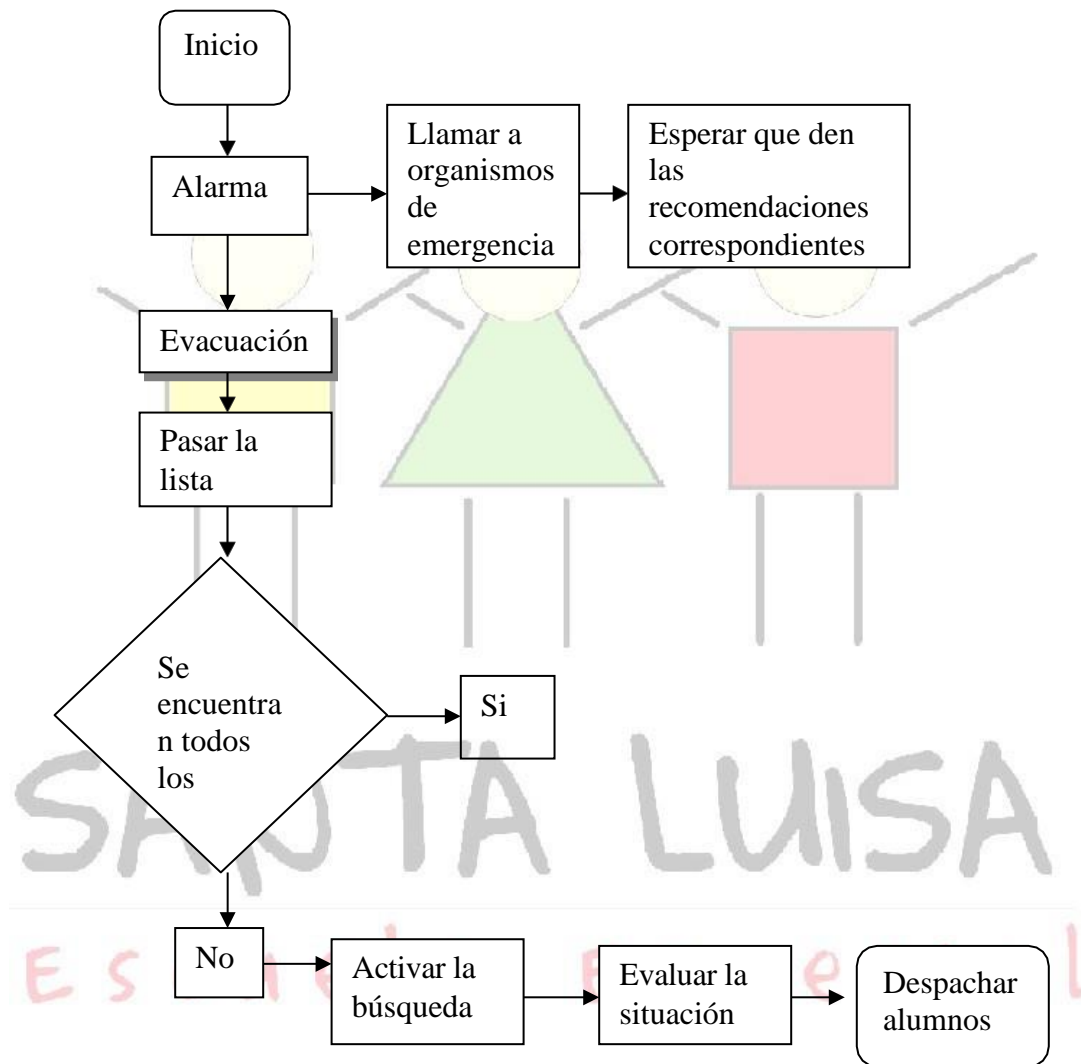 Inicio
Alarma
Llamar a
organismos
de
emergencia
Esperar que den
las
recomendaciones
correspondientes
Evacuación
Pasar la
lista
Se
encuentra
n todos
los
Si
SANTA LUISA
No
Activar la
búsqueda
Evaluar la
situación
Despachar
alumnos